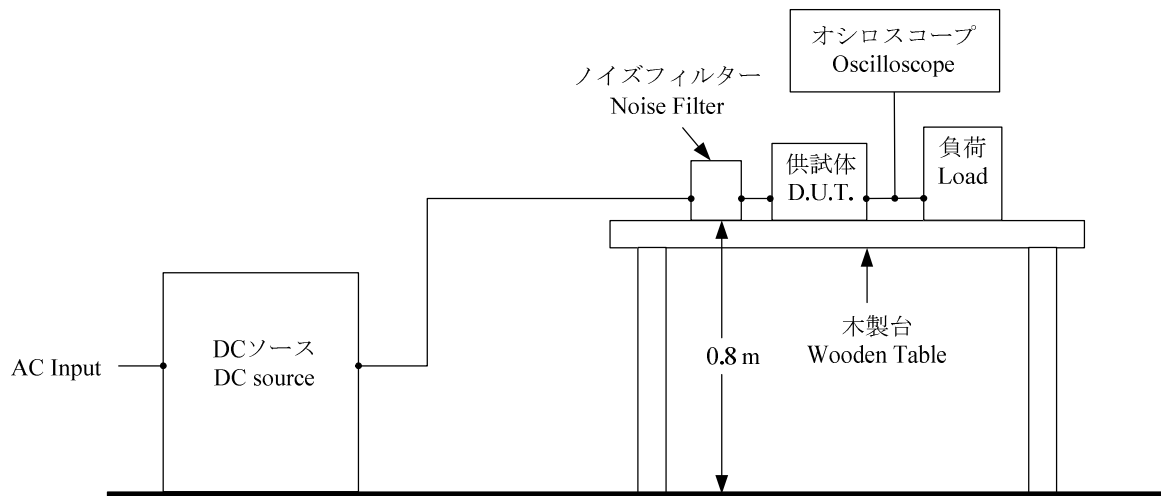 オシロスコープ
Oscilloscope
ノイズフィルター
Noise Filter
供試体
D.U.T.
負荷
Load
DCソース
DC source
AC Input
0.8 m
木製台
Wooden Table